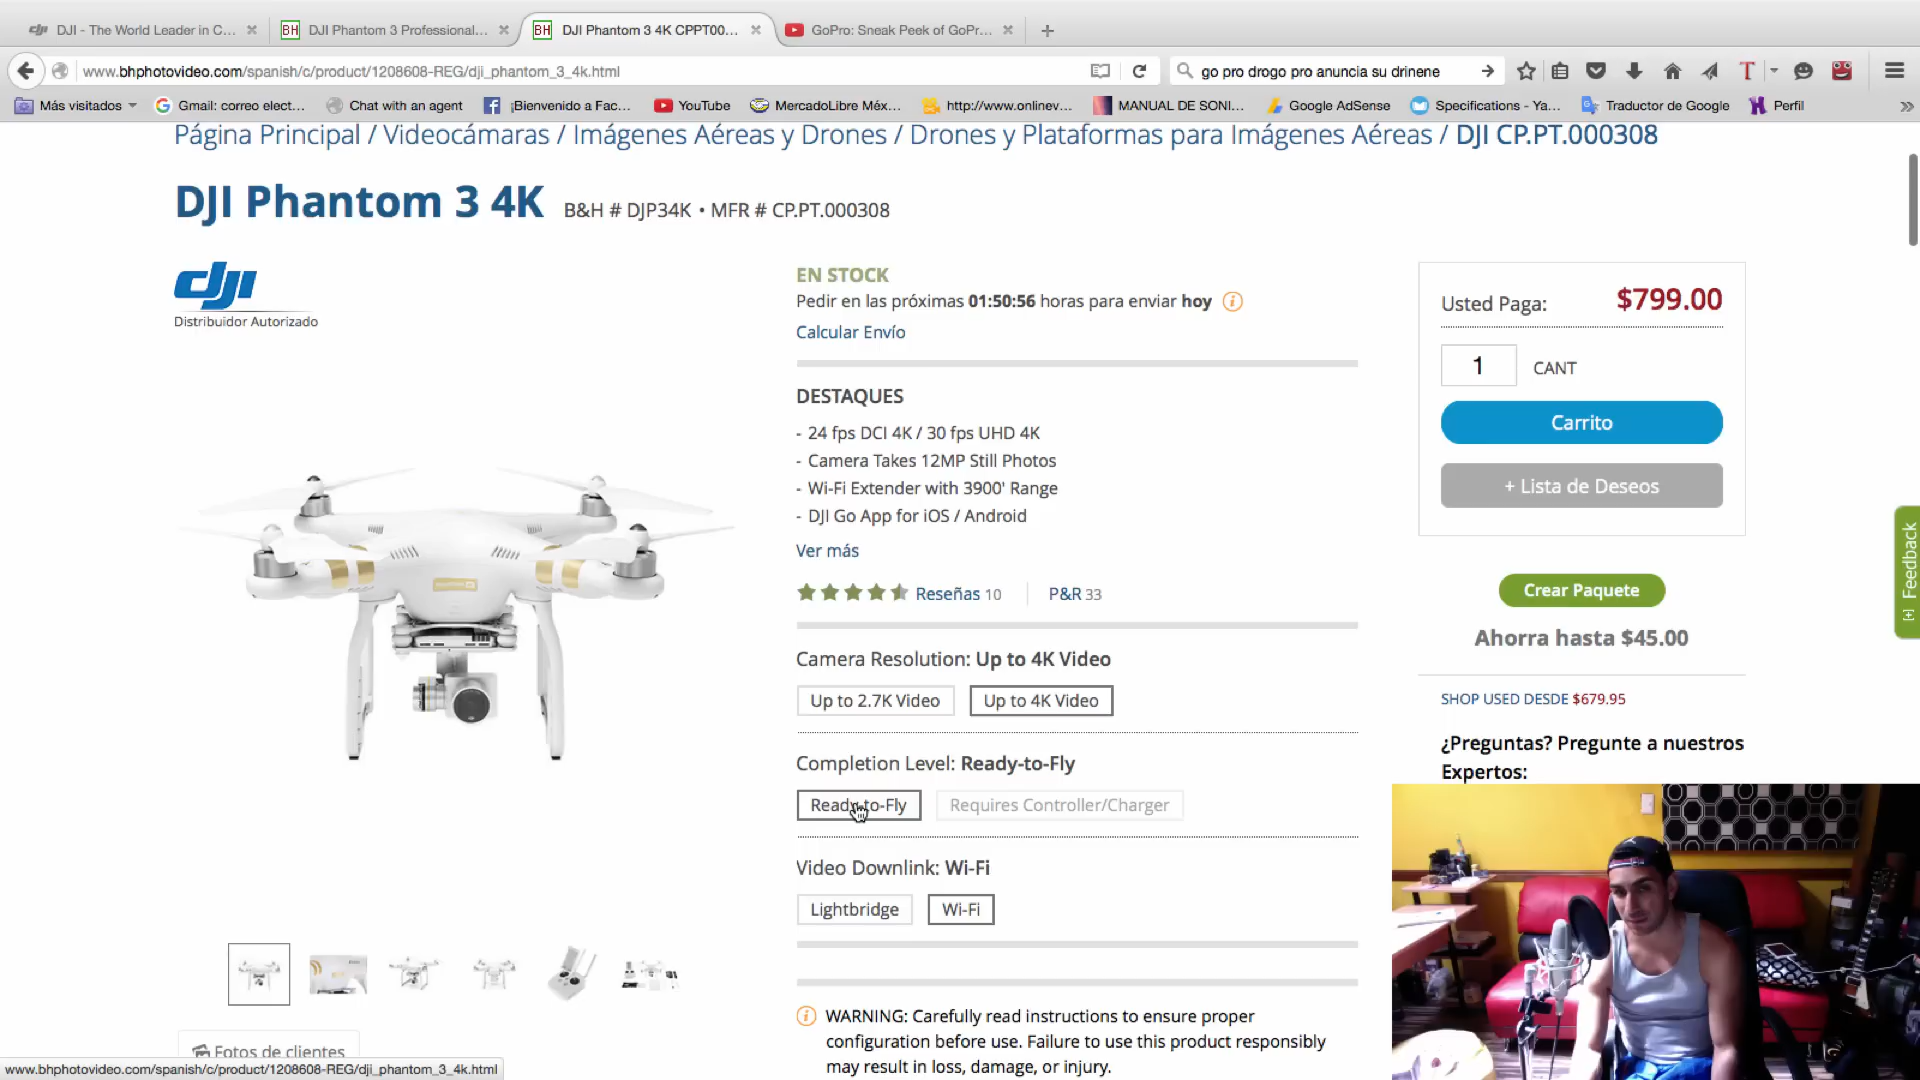 DJI - The World Leader in C...
DJI Phantom 3 Professional...
DJI Phantom 3 4K CPPT00...
GoPro: Sneak Peek of GoPr...
www.bhphotovideo.com/spanish/c/product/1208608-REG/dji_phantom_3_4k.html
go pro drogo pro anuncia su drinene
Más visitados
Gmail: correo elect...
Chat with an agent
¡Bienvenido a Fac...
YouTube
MercadoLibre Méx...
http://www.onlinev...
MANUAL DE SONI...
Google AdSense
Specifications - Ya...
Traductor de Google
Perfil
Página Principal / Videocámaras / Imágenes Aéreas y Drones / Drones y Plataformas para Imágenes Aéreas / DJI CP.PT.000308
DJI Phantom 3 4K B&H # DJP34K • MFR # CP.PT.000308
dji
Distribuidor Autorizado
EN STOCK
Pedir en las próximas 01:50:56 horas para enviar hoy
Calcular Envío
DESTAQUES
- 24 fps DCI 4K / 30 fps UHD 4K
- Camera Takes 12MP Still Photos
- Wi-Fi Extender with 3900' Range
- DJI Go App for iOS / Android
Ver más
Reseñas 10
P&R 33
Camera Resolution: Up to 4K Video
Up to 2.7K Video
Up to 4K Video
Completion Level: Ready-to-Fly
Ready-to-Fly
Requires Controller/Charger
Video Downlink: Wi-Fi
Lightbridge
Wi-Fi
WARNING: Carefully read instructions to ensure proper
configuration before use. Failure to use this product responsibly
may result in loss, damage, or injury.
Usted Paga: $799.00
1 CANT
Carrito
+ Lista de Deseos
Crear Paquete
Ahorra hasta $45.00
SHOP USED DESDE $679.95
¿Preguntas? Pregunte a nuestros
Expertos:
[+] Feedback
Fotos de clientes
www.bhphotovideo.com/spanish/c/product/1208608-REG/dji_phantom_3_4k.html